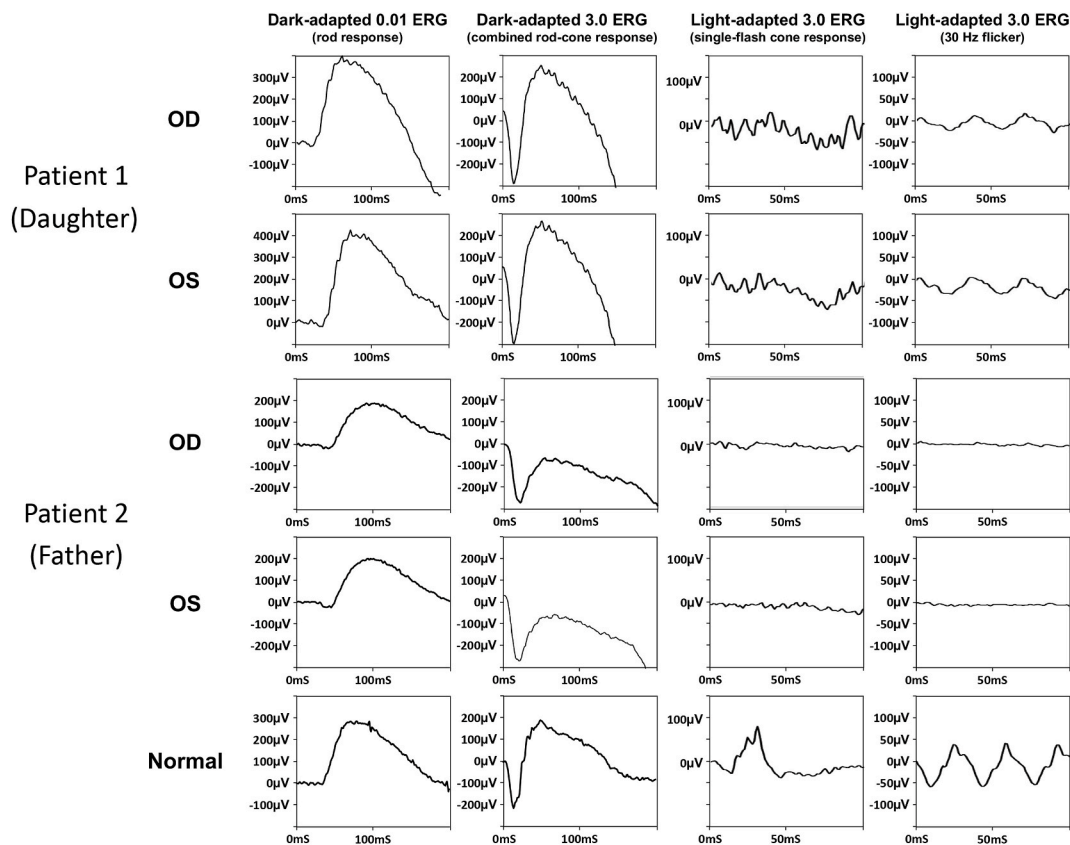 Dark-adapted 0.01 ERG Dark-adapted 3.0 ERG Light-adapted 3.0 ERG Light-adapted 3.0 ERG
(rod response) (combined rod-cone response) (single-flash cone response) (30 Hz flicker)
Patient 1
(Daughter)
OD
300µV
200µV
100µV
0µV
-100µV
0mS 100mS
200µV
100µV
0µV
-100µV
-200µV
0mS 100mS
100µV
0µV
0mS 50mS
100µV
50µV
0µV
-50µV
-100µV
0mS 50mS
OS
400µV
300µV
200µV
100µV
0µV
0mS 100mS
200µV
100µV
0µV
-100µV
-200µV
0mS 100mS
100µV
0µV
0mS 50mS
100µV
50µV
0µV
-50µV
-100µV
0mS 50mS
Patient 2
(Father)
OD
200µV
100µV
0µV
-100µV
-200µV
0mS 100mS
200µV
100µV
0µV
-100µV
-200µV
0mS 100mS
100µV
0µV
0mS 50mS
100µV
50µV
0µV
-50µV
-100µV
0mS 50mS
OS
200µV
100µV
0µV
-100µV
-200µV
0mS 100mS
200µV
100µV
0µV
-100µV
-200µV
0mS 100mS
100µV
0µV
0mS 50mS
100µV
50µV
0µV
-50µV
-100µV
0mS 50mS
Normal
300µV
200µV
100µV
0µV
-100µV
0mS 100mS
200µV
100µV
0µV
-100µV
-200µV
0mS 100mS
100µV
0µV
0mS 50mS
100µV
50µV
0µV
-50µV
-100µV
0mS 50mS